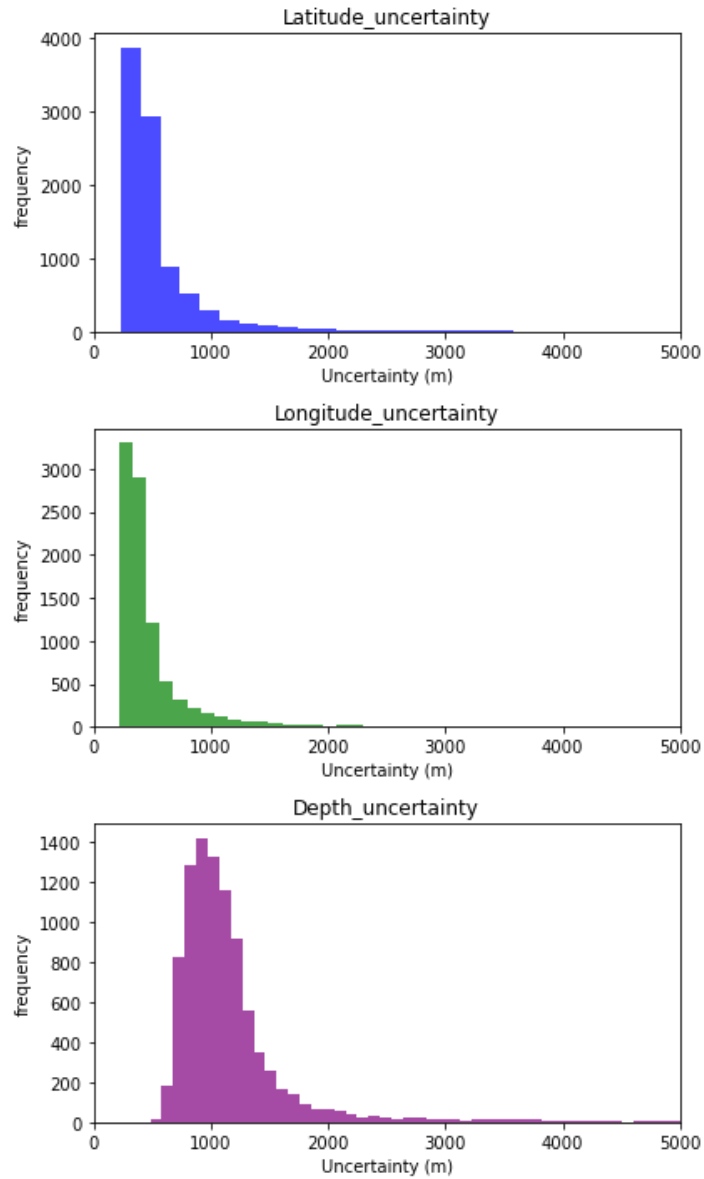 Latitude_uncertainty
4000
3000
2000
1000
0
frequency
0 1000 2000 3000 4000 5000
Uncertainty (m)
Longitude_uncertainty
3000
2500
2000
1500
1000
500
0
frequency
0 1000 2000 3000 4000 5000
Uncertainty (m)
Depth_uncertainty
1400
1200
1000
800
600
400
200
0
frequency
0 1000 2000 3000 4000 5000
Uncertainty (m)